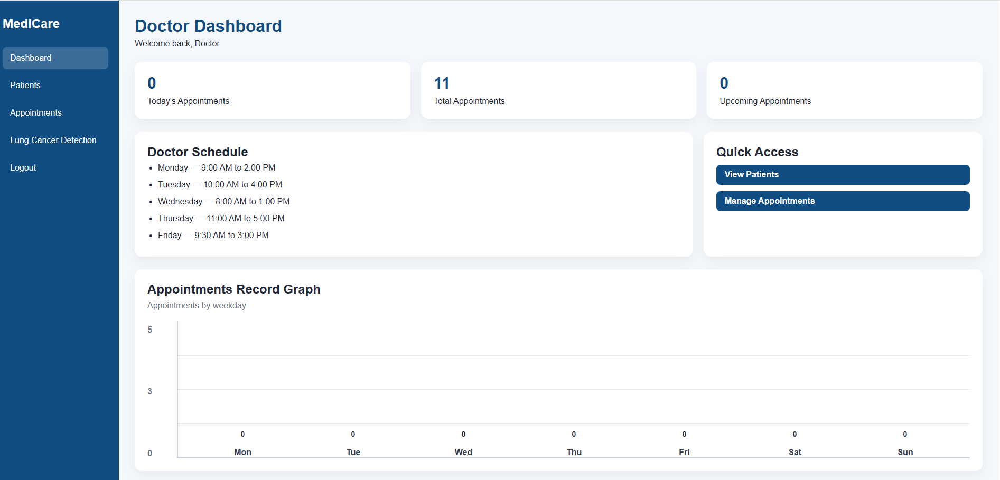 MediCare
Dashboard
Patients
Appointments
Lung Cancer Detection
Logout
Doctor Dashboard
Welcome back, Doctor
0
Today's Appointments
11
Total Appointments
0
Upcoming Appointments
Doctor Schedule
• Monday — 9:00 AM to 2:00 PM
• Tuesday — 10:00 AM to 4:00 PM
• Wednesday — 8:00 AM to 1:00 PM
• Thursday — 11:00 AM to 5:00 PM
• Friday — 9:30 AM to 3:00 PM
Quick Access
View Patients
Manage Appointments
Appointments Record Graph
Appointments by weekday
5
3
0
0 0 0 0 0 0 0
Mon Tue Wed Thu Fri Sat Sun